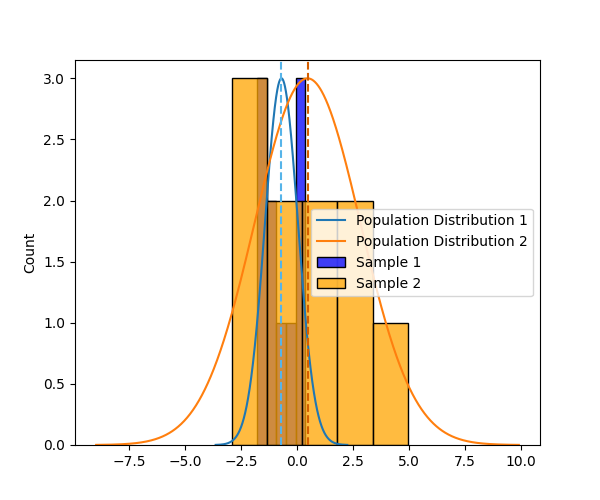 3.0
2.5
2.0
1.5
1.0
0.5
0.0
Count
Population Distribution 1
Population Distribution 2
Sample 1
Sample 2
−7.5 −5.0 −2.5 0.0 2.5 5.0 7.5 10.0